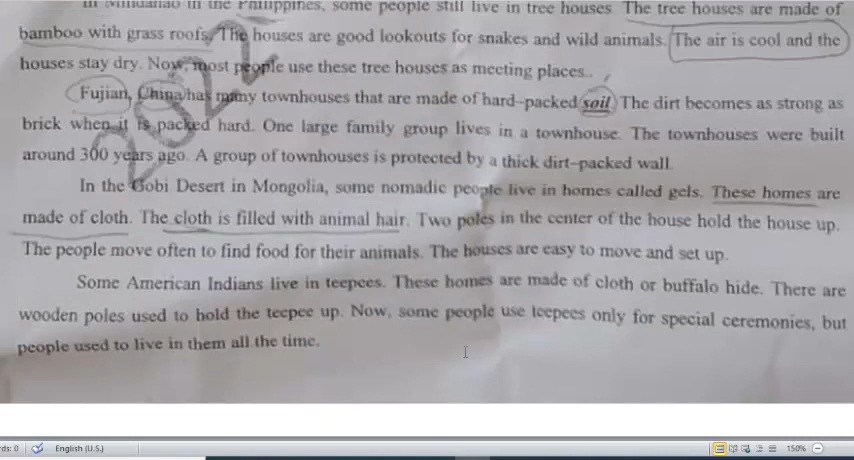 in Mindanao in the Philippines, some people still live in tree houses. The tree houses are made of
bamboo with grass roofs. The houses are good lookouts for snakes and wild animals. The air is cool and the
houses stay dry. Now, most people use these tree houses as meeting places..
Fujian, China has many townhouses that are made of hard-packed soil. The dirt becomes as strong as
brick when it is packed hard. One large family group lives in a townhouse. The townhouses were built
around 300 years ago. A group of townhouses is protected by a thick dirt-packed wall.
In the Gobi Desert in Mongolia, some nomadic people live in homes called gels. These homes are
made of cloth. The cloth is filled with animal hair. Two poles in the center of the house hold the house up.
The people move often to find food for their animals. The houses are easy to move and set up.
Some American Indians live in teepees. These homes are made of cloth or buffalo hide. There are
wooden poles used to hold the teepee up. Now, some people use teepees only for special ceremonies, but
people used to live in them all the time.
2022
rds: 0 English (U.S.) 150%